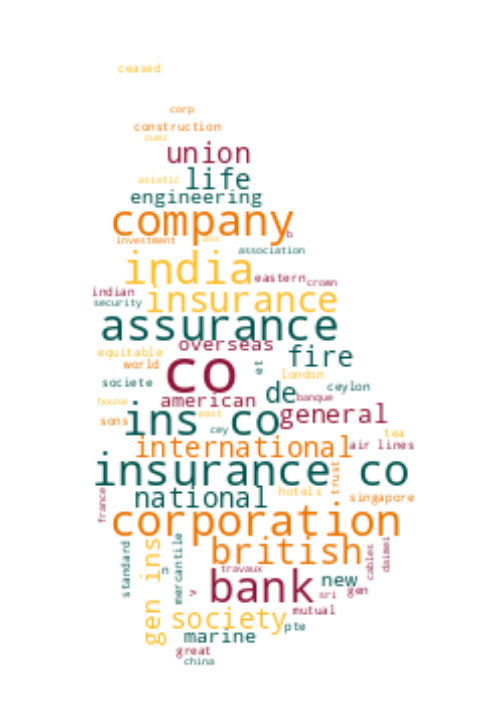 ceased
corp
construction
suez
union
asiatic life
engineering
company
b
investment ass
association
india
eastern crown
indian
insurance
security
assurance
overseas
equitable
fire
world
co
et
london
societe
de
ceylon
house
american
banque
sons
ins co
east
general
cey
tea
international
air lines
insurance co
trust
national
hotels
singapore
france
corporation
standard
gen ins
n
mercantile
british
cables
daimei
travaux
bank
new
v
sri
gen
society
mutual
pte
marine
great
china